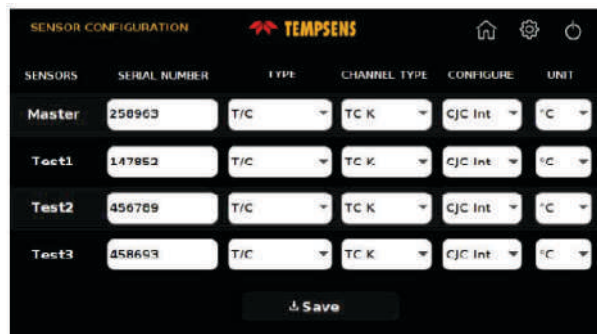 SENSOR CONFIGURATION TEMPSENS
SENSORS SERIAL NUMBER TYPE CHANNEL TYPE CONFIGURE UNIT
Master 258963 T/C TC K CJC Int °C
Test1 147852 T/C TC K CJC Int °C
Test2 456789 T/C TC K CJC Int °C
Test3 458693 T/C TC K CJC Int °C
Save